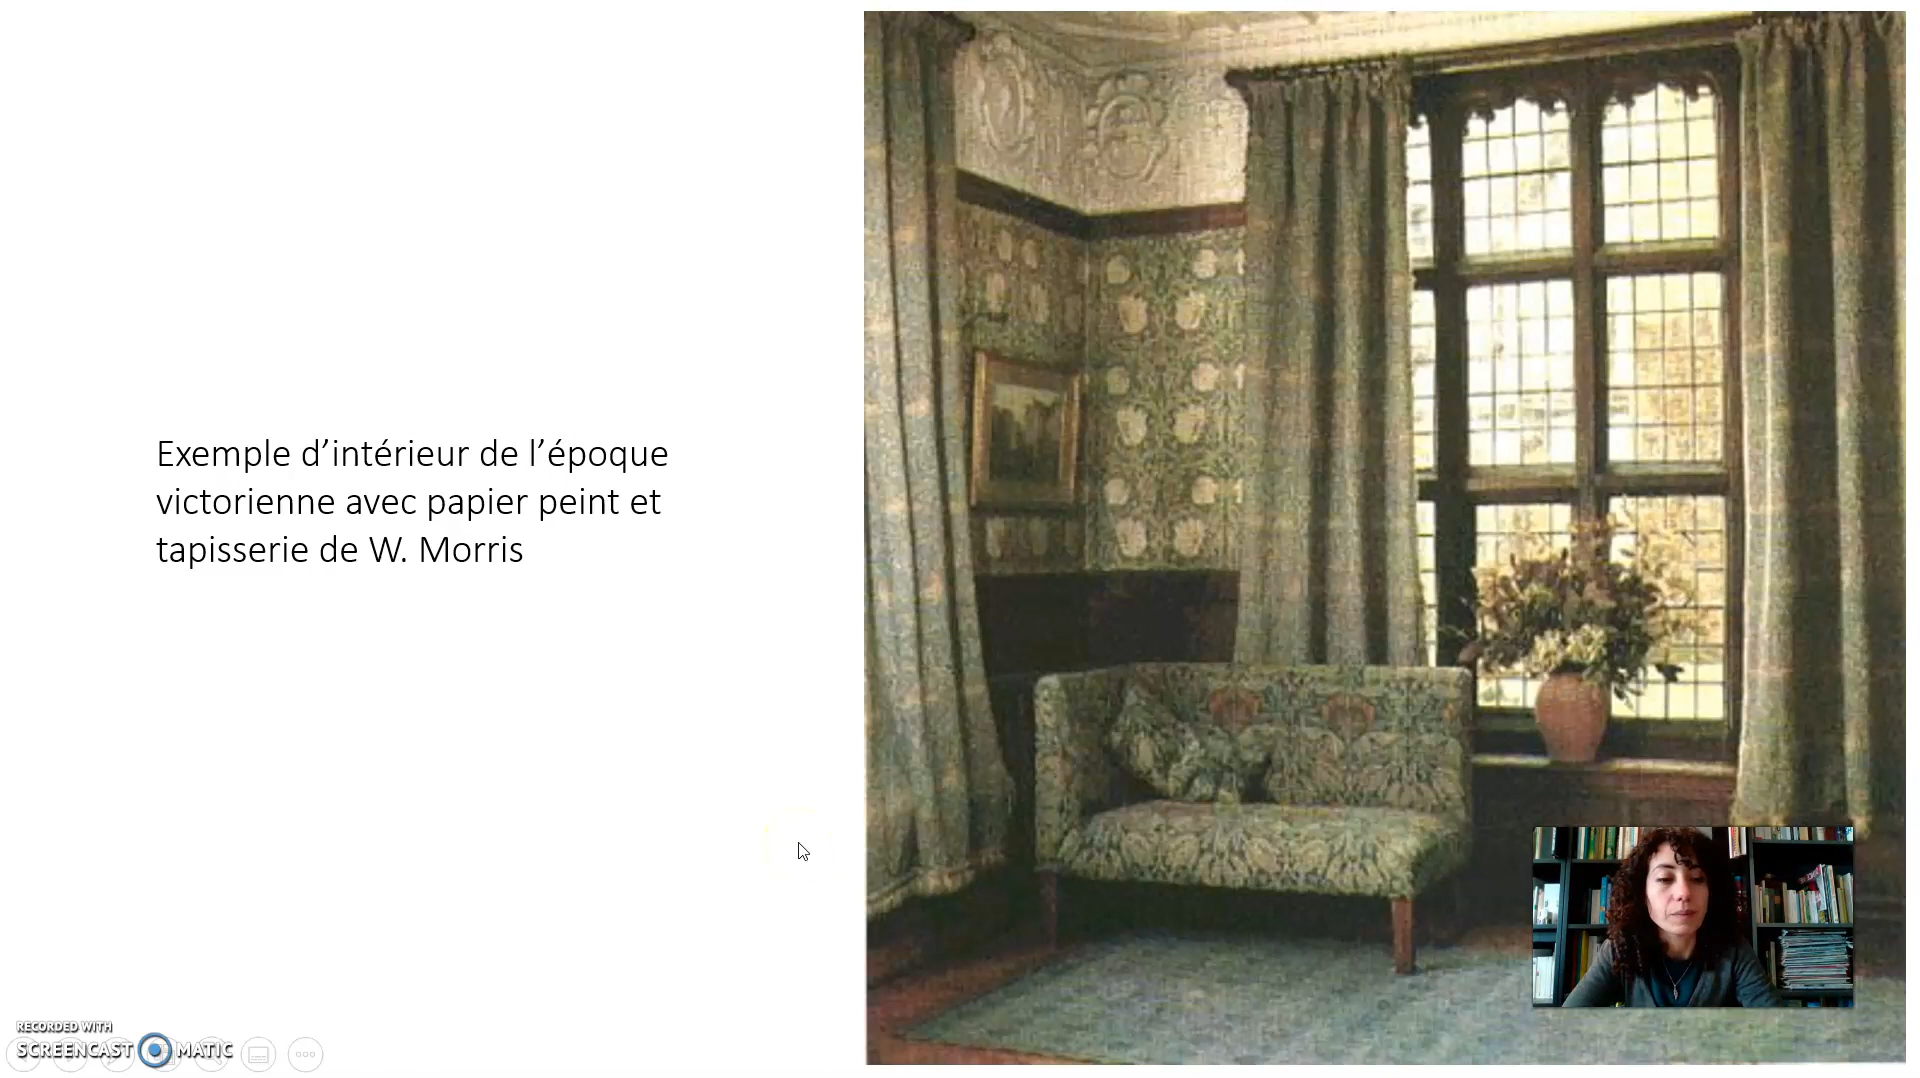 Exemple d’intérieur de l’époque
victorienne avec papier peint et
tapisserie de W. Morris
RECORDED WITH
SCREENCAST MATIC